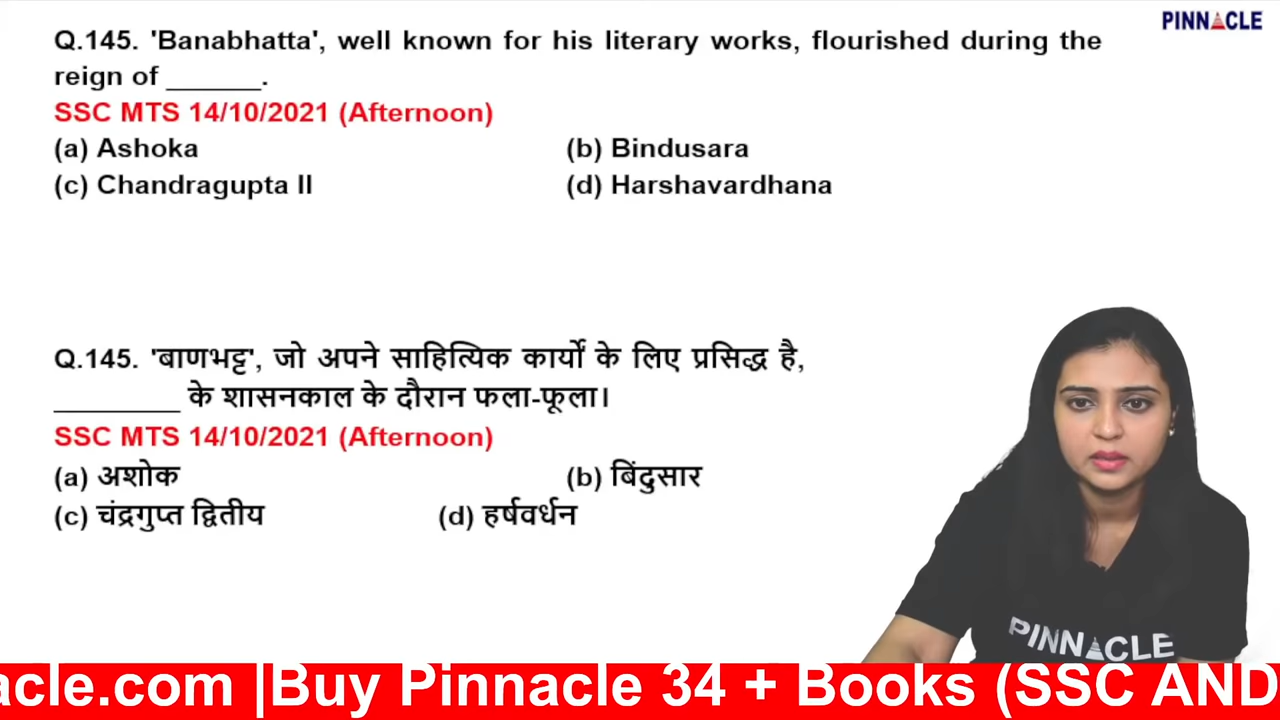 PINNACLE
Q.145. 'Banabhatta', well known for his literary works, flourished during the
reign of ______.
SSC MTS 14/10/2021 (Afternoon)
(a) Ashoka (b) Bindusara
(c) Chandragupta II (d) Harshavardhana
Q.145. 'बाणभट्ट', जो अपने साहित्यिक कार्यो के लिए प्रसिद्ध है,
________ के शासनकाल के दौरान फला-फूला।
SSC MTS 14/10/2021 (Afternoon)
(a) अशोक (b) बिंदुसार
(c) चंद्रगुप्त द्वितीय (d) हर्षवर्धन
PINNACLE
acle.com |Buy Pinnacle 34 + Books (SSC AND